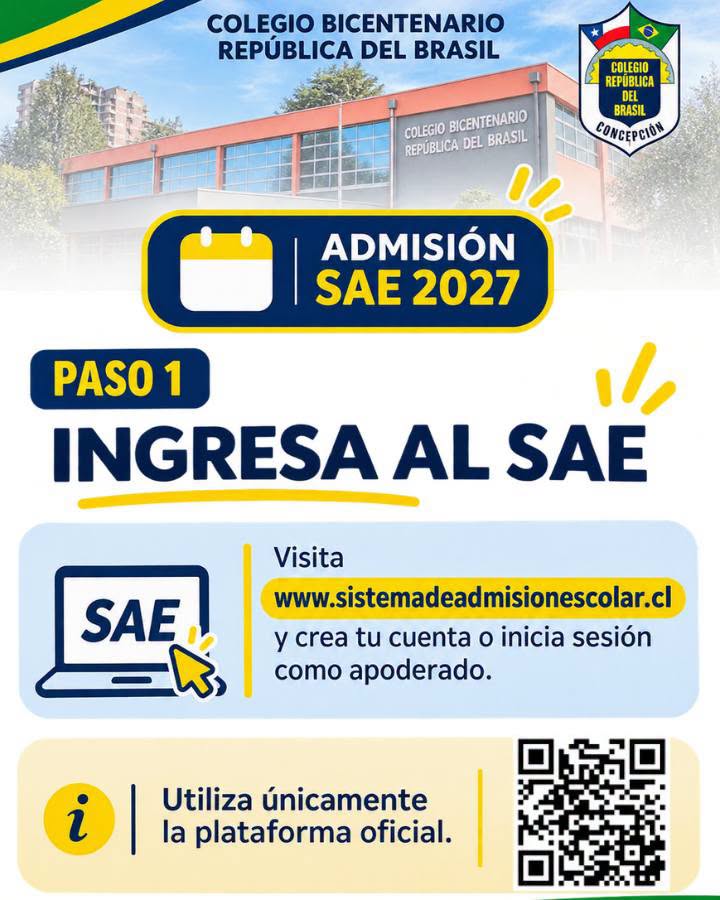 COLEGIO BICENTENARIO
REPÚBLICA DEL BRASIL
COLEGIO
REPÚBLICA
DEL
BRASIL
CONCEPCIÓN
COLEGIO BICENTENARIO
REPÚBLICA DEL BRASIL
ADMISIÓN
SAE 2027
PASO 1
INGRESA AL SAE
SAE
Visita
www.sistemadeadmisionescolar.cl
y crea tu cuenta o inicia sesión
como apoderado.
i
Utiliza únicamente
la plataforma oficial.